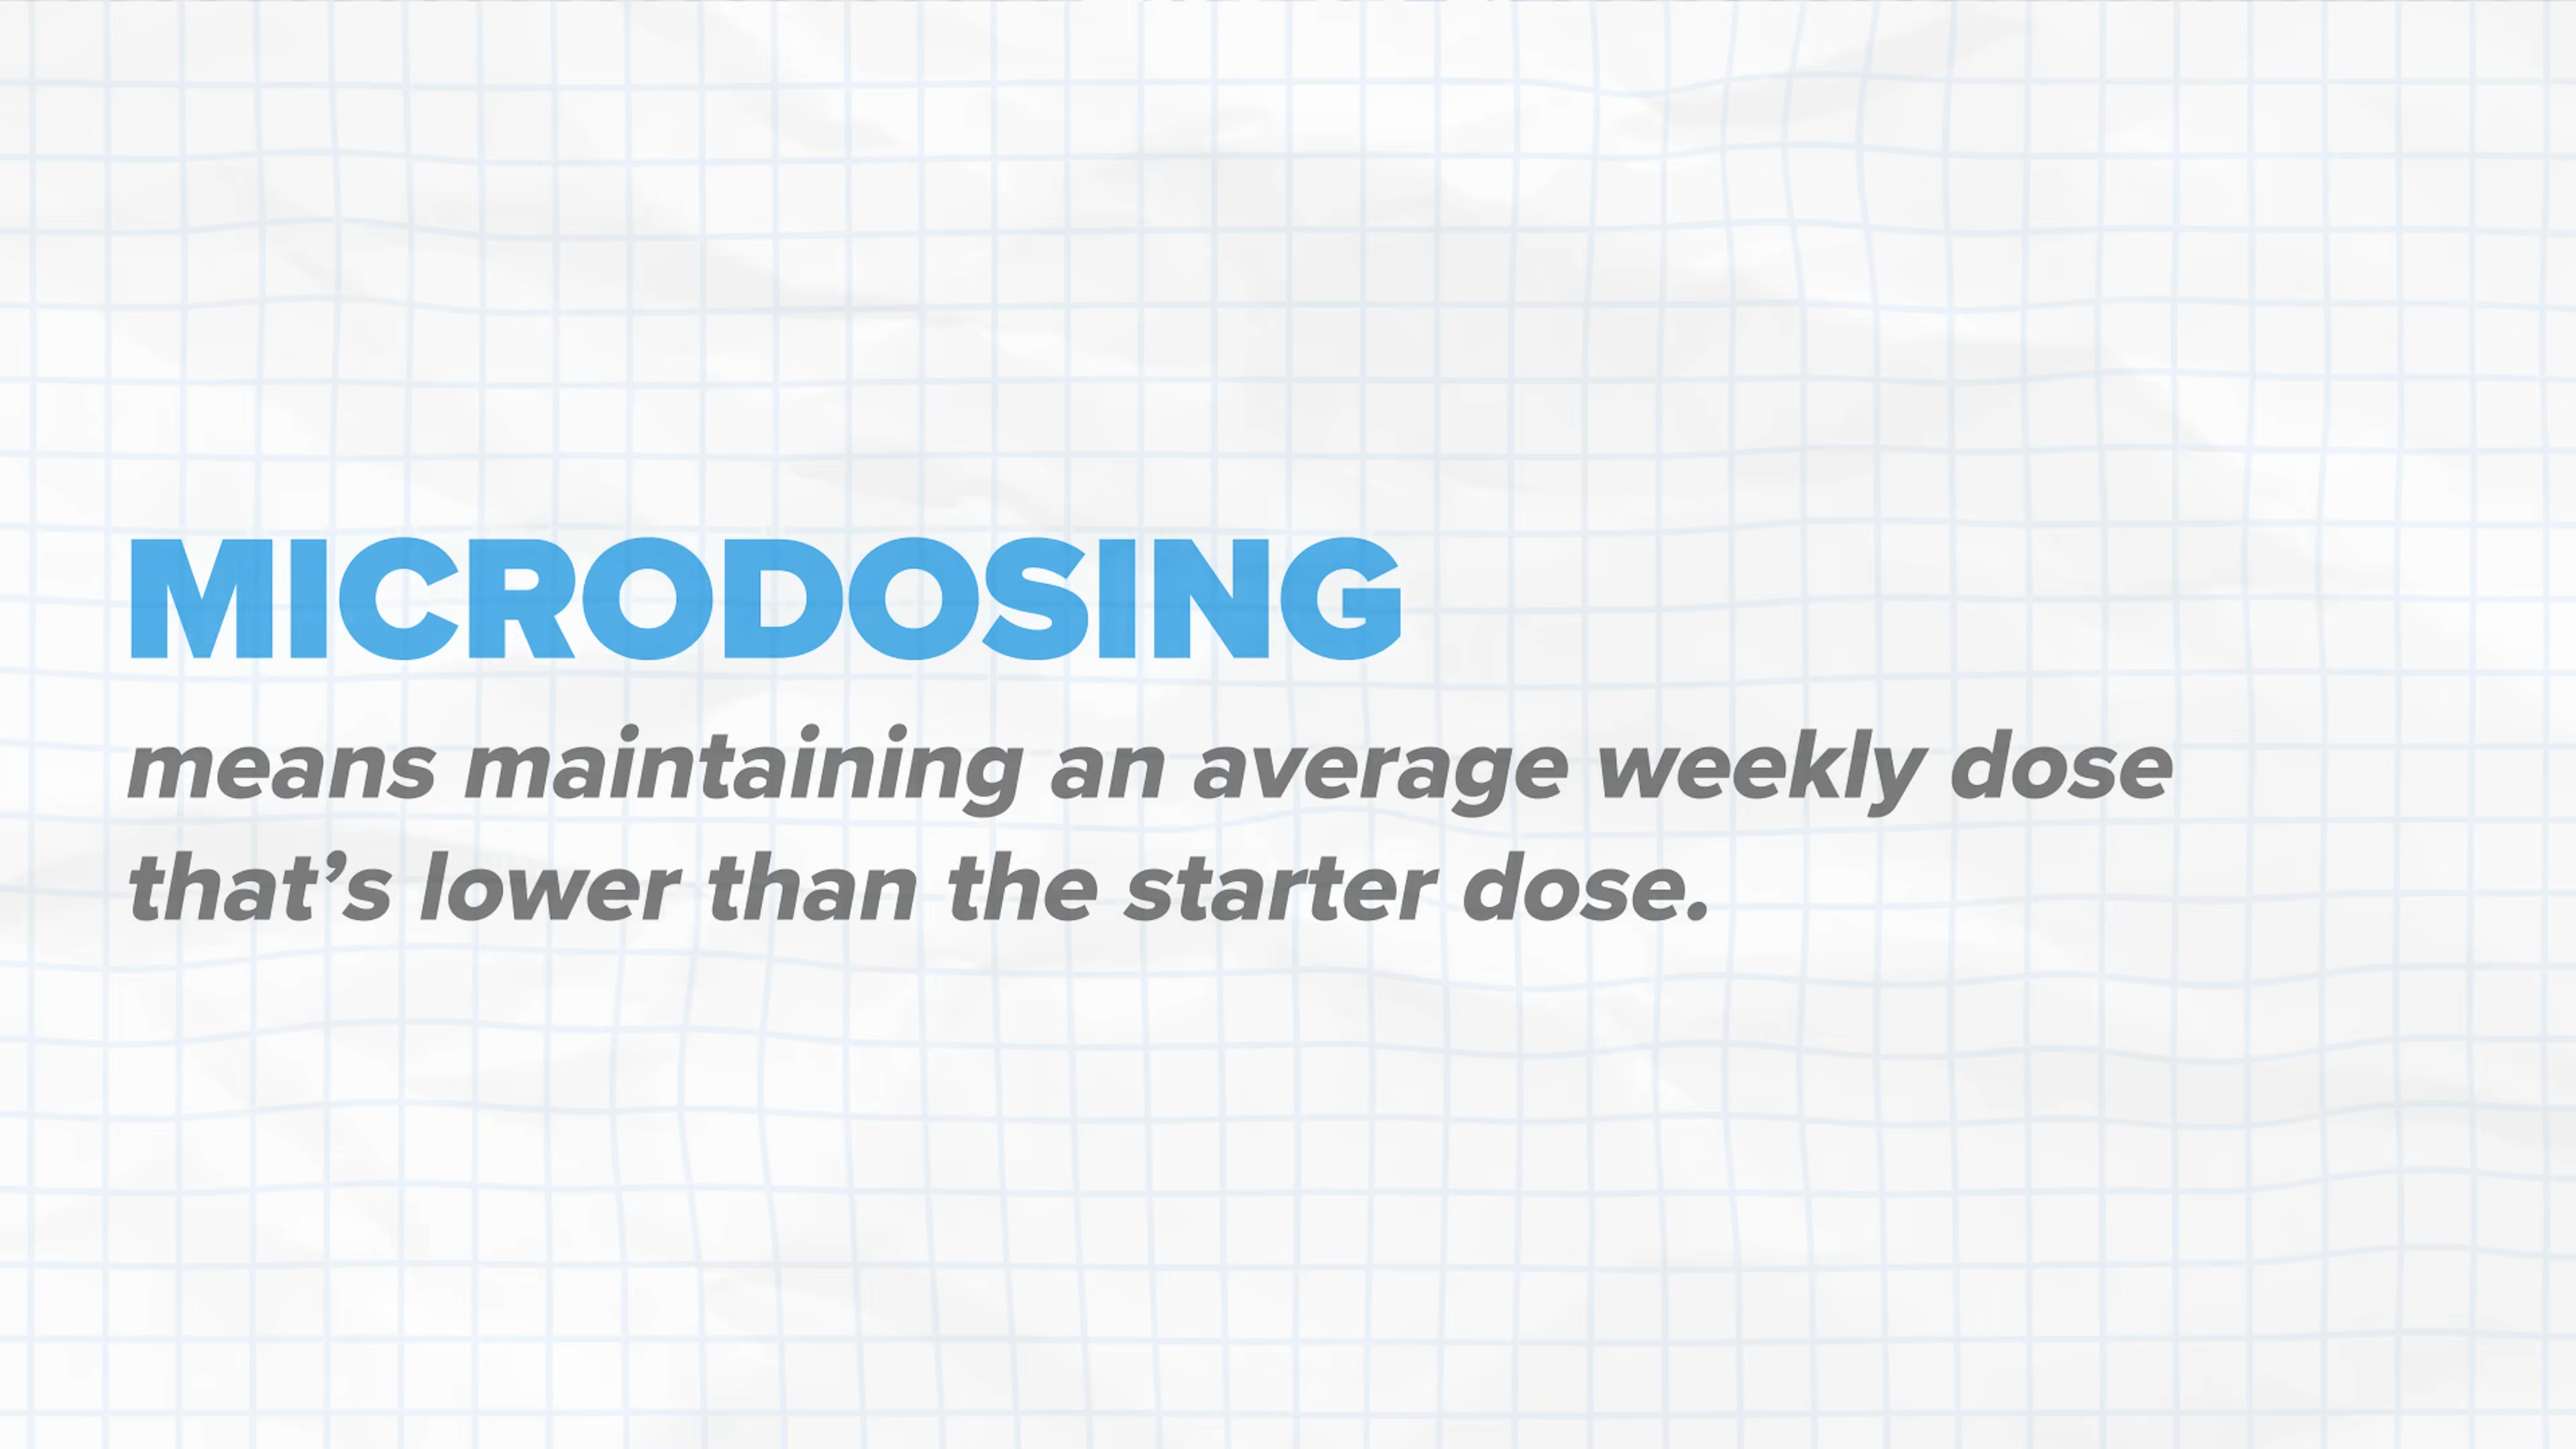 MICRODOSING
means maintaining an average weekly dose
that’s lower than the starter dose.